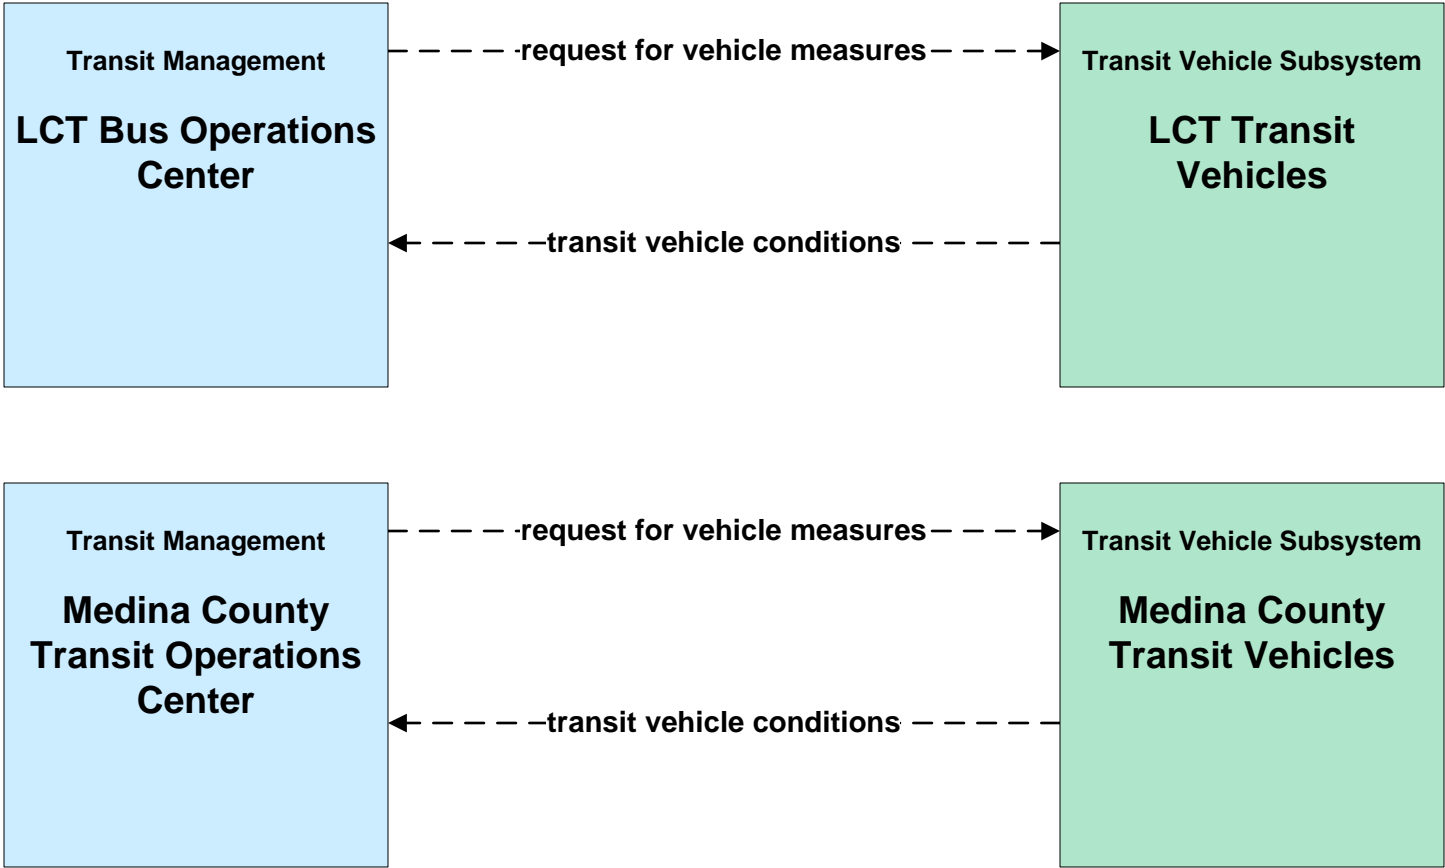 Transit Management
LCT Bus Operations
Center
request for vehicle measures
transit vehicle conditions
Transit Vehicle Subsystem
LCT Transit
Vehicles
Transit Management
Medina County
Transit Operations
Center
request for vehicle measures
transit vehicle conditions
Transit Vehicle Subsystem
Medina County
Transit Vehicles